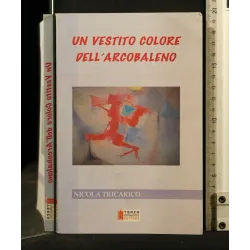 UN VESTITO COLORE
DELL'ARCOBALENO
NICOLA TRICARICO
Un Vestito Colore dell'Arcobaleno